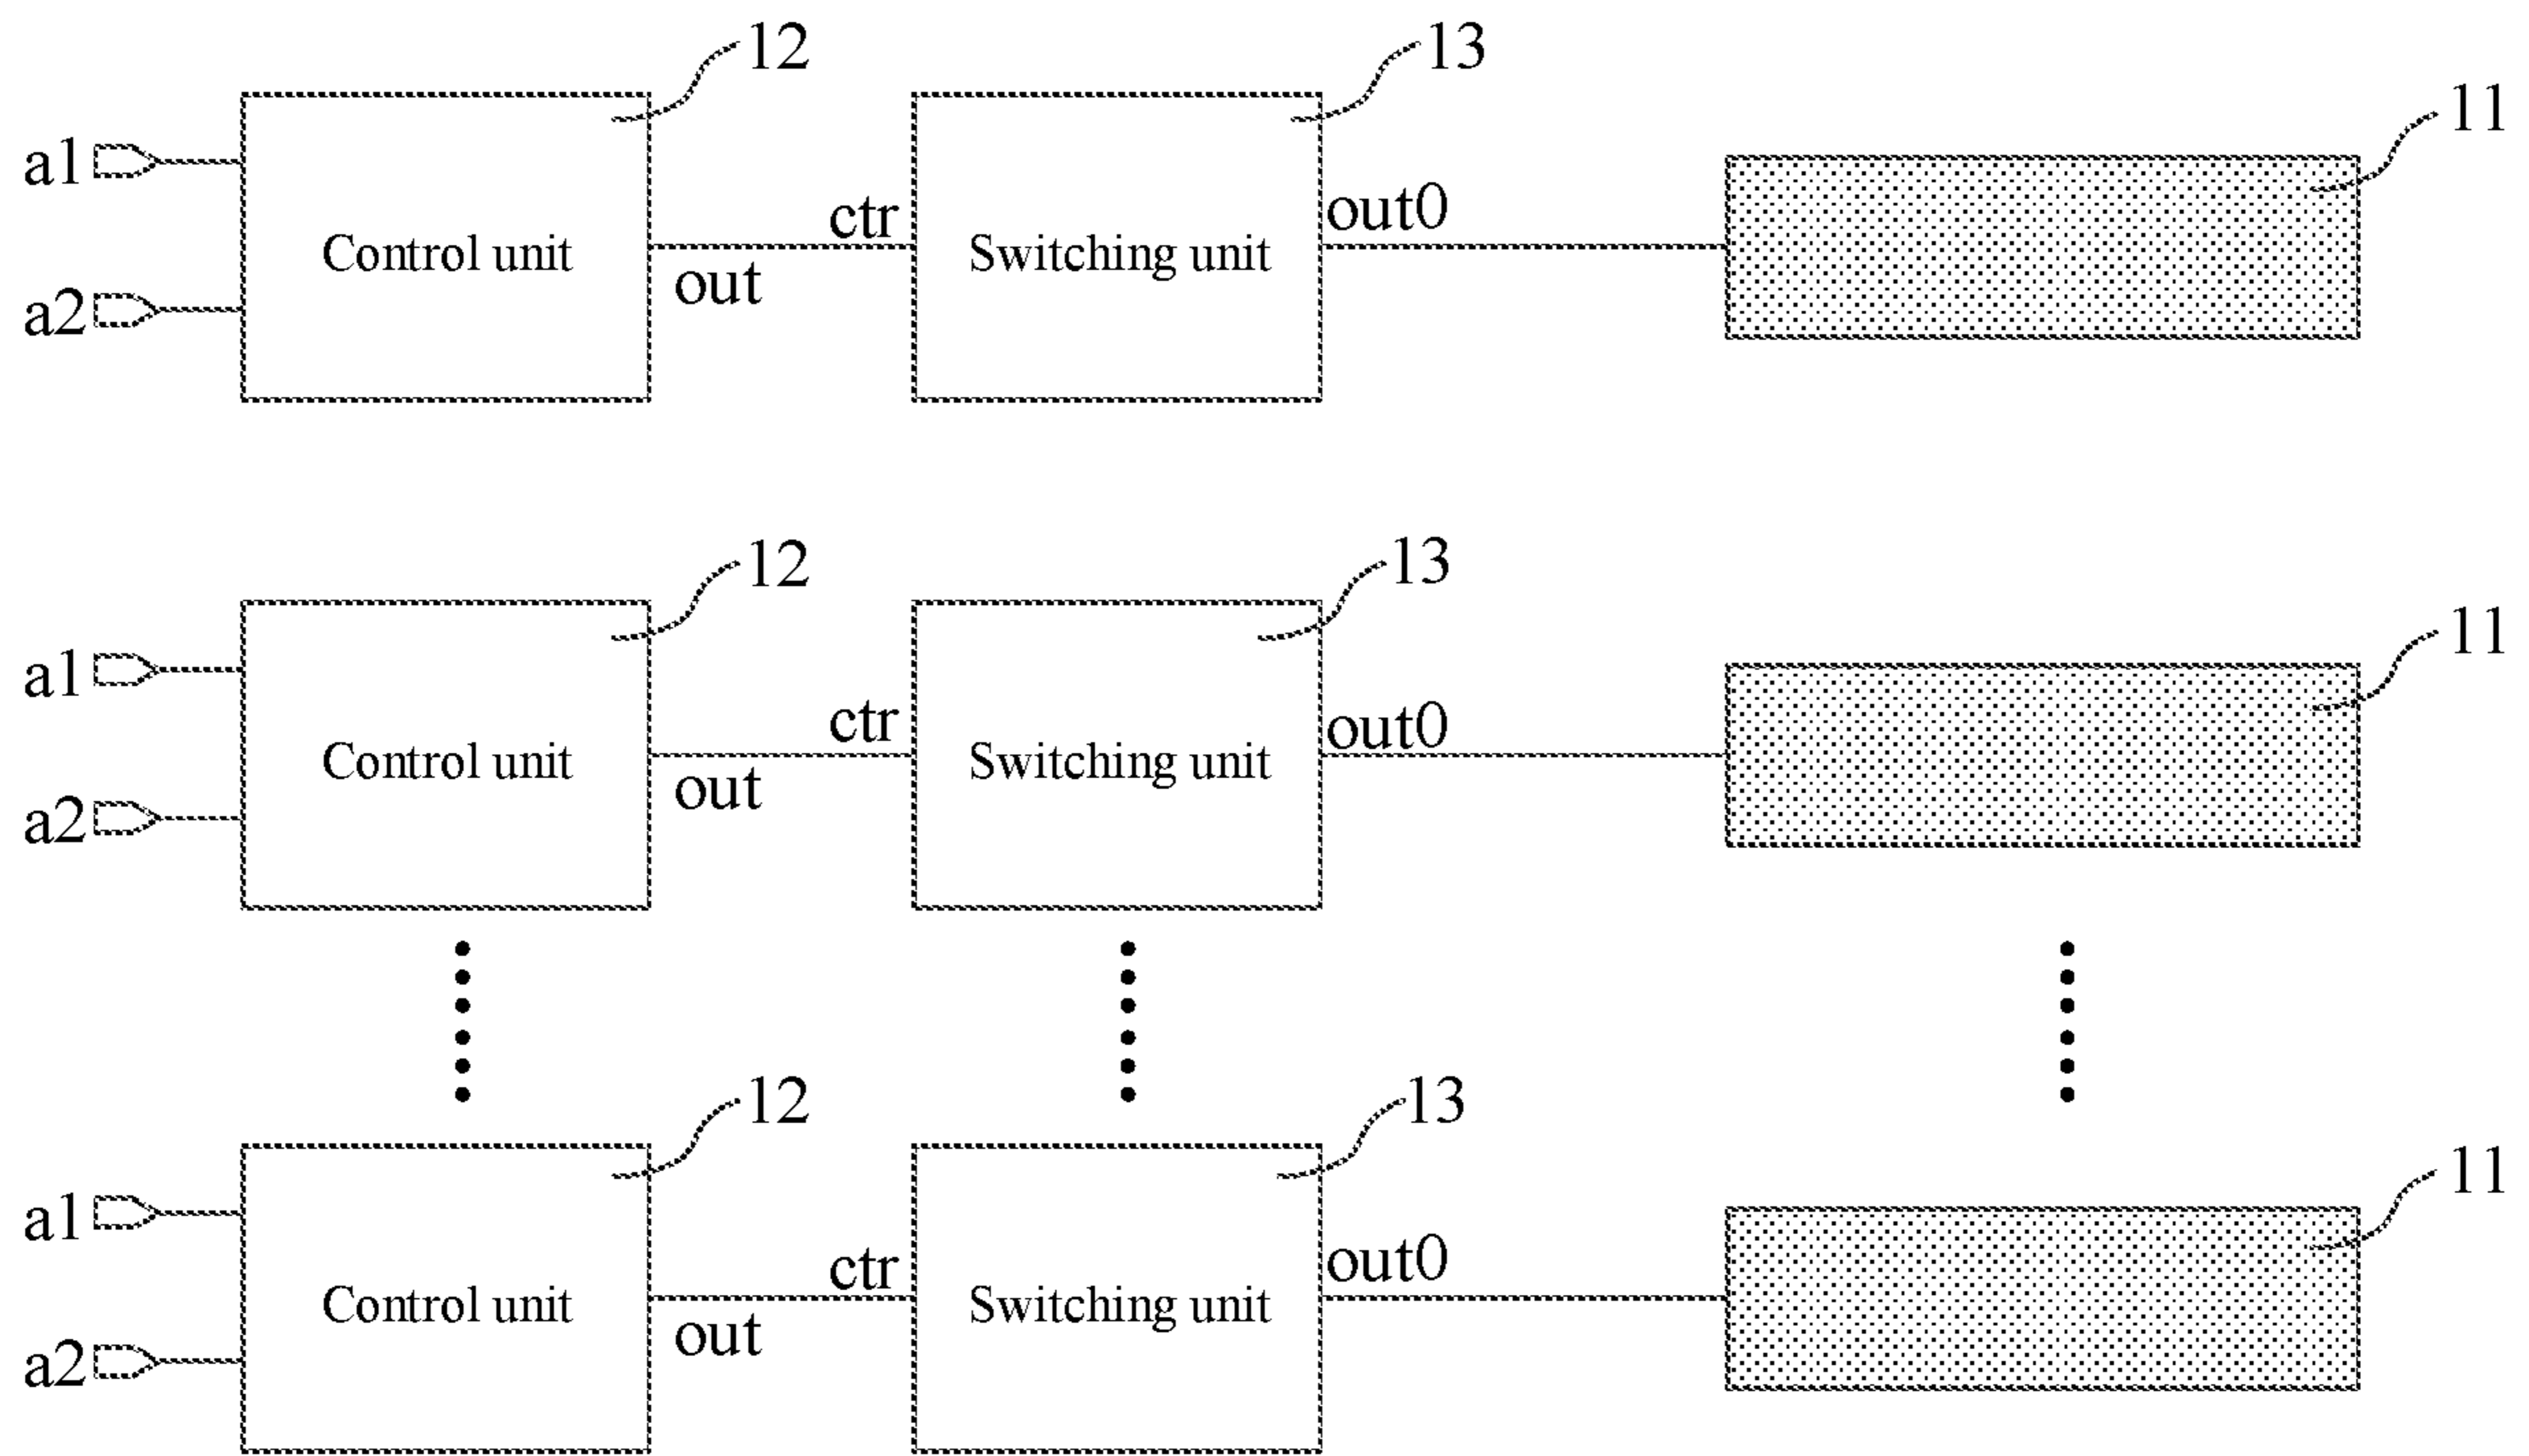 12
13
11
a1
ctr
out0
Control unit
Switching unit
out
a2
12
13
11
a1
ctr
out0
Control unit
Switching unit
out
a2
12
13
11
a1
ctr
out0
Control unit
Switching unit
out
a2